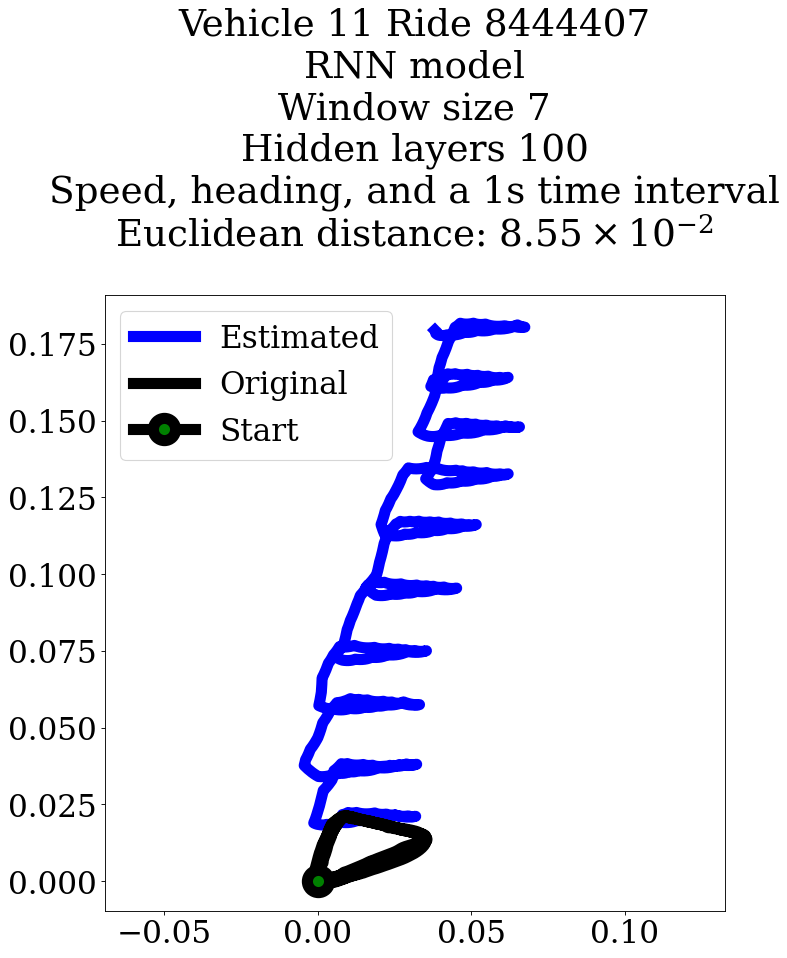 Vehicle 11 Ride 8444407
RNN model
Window size 7
Hidden layers 100
Speed, heading, and a 1s time interval
Euclidean distance: 8.55 × 10⁻²
Estimated
Original
Start
0.175
0.150
0.125
0.100
0.075
0.050
0.025
0.000
−0.05 0.00 0.05 0.10